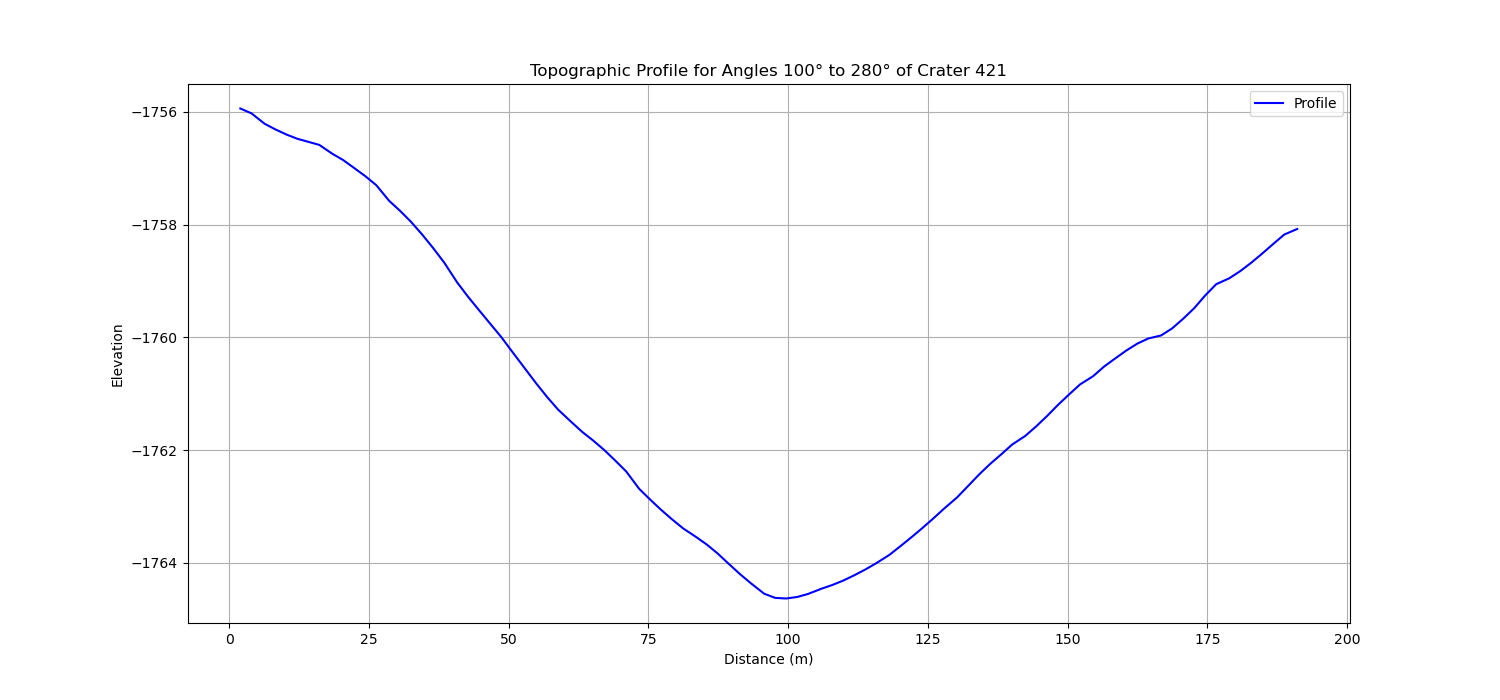 Topographic Profile for Angles 100° to 280° of Crater 421
Profile
−1756
−1758
−1760
−1762
−1764
Elevation
0 25 50 75 100 125 150 175 200
Distance (m)